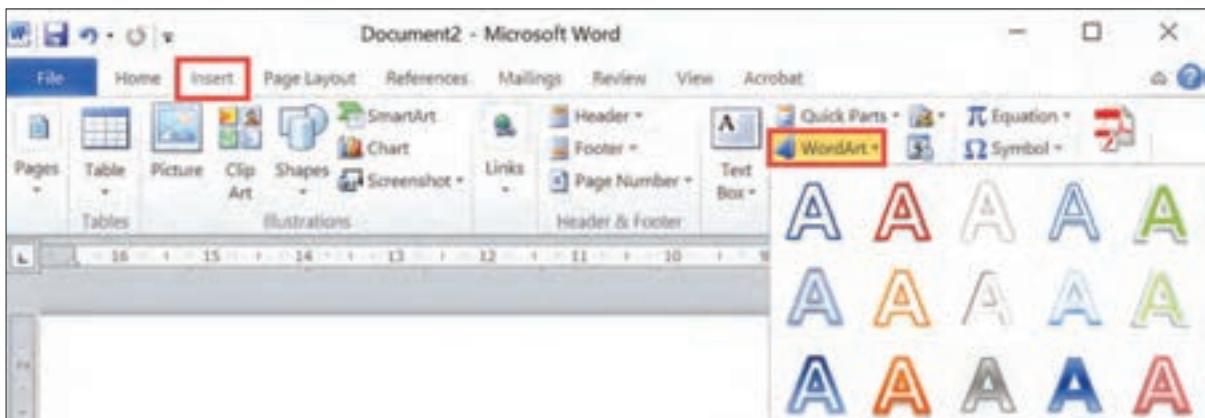 Document2 - Microsoft Word
File Home Insert Page Layout References Mailings Review View Acrobat
Pages
Table
Tables
Picture
Clip Art
Shapes
SmartArt
Chart
Screenshot
Illustrations
Links
Header
Footer
Page Number
Header & Footer
A
Text Box
Quick Parts
WordArt
π Equation
Ω Symbol
16 15 14 13 12 11 10
A A A A A
A A A A A
A A A A A